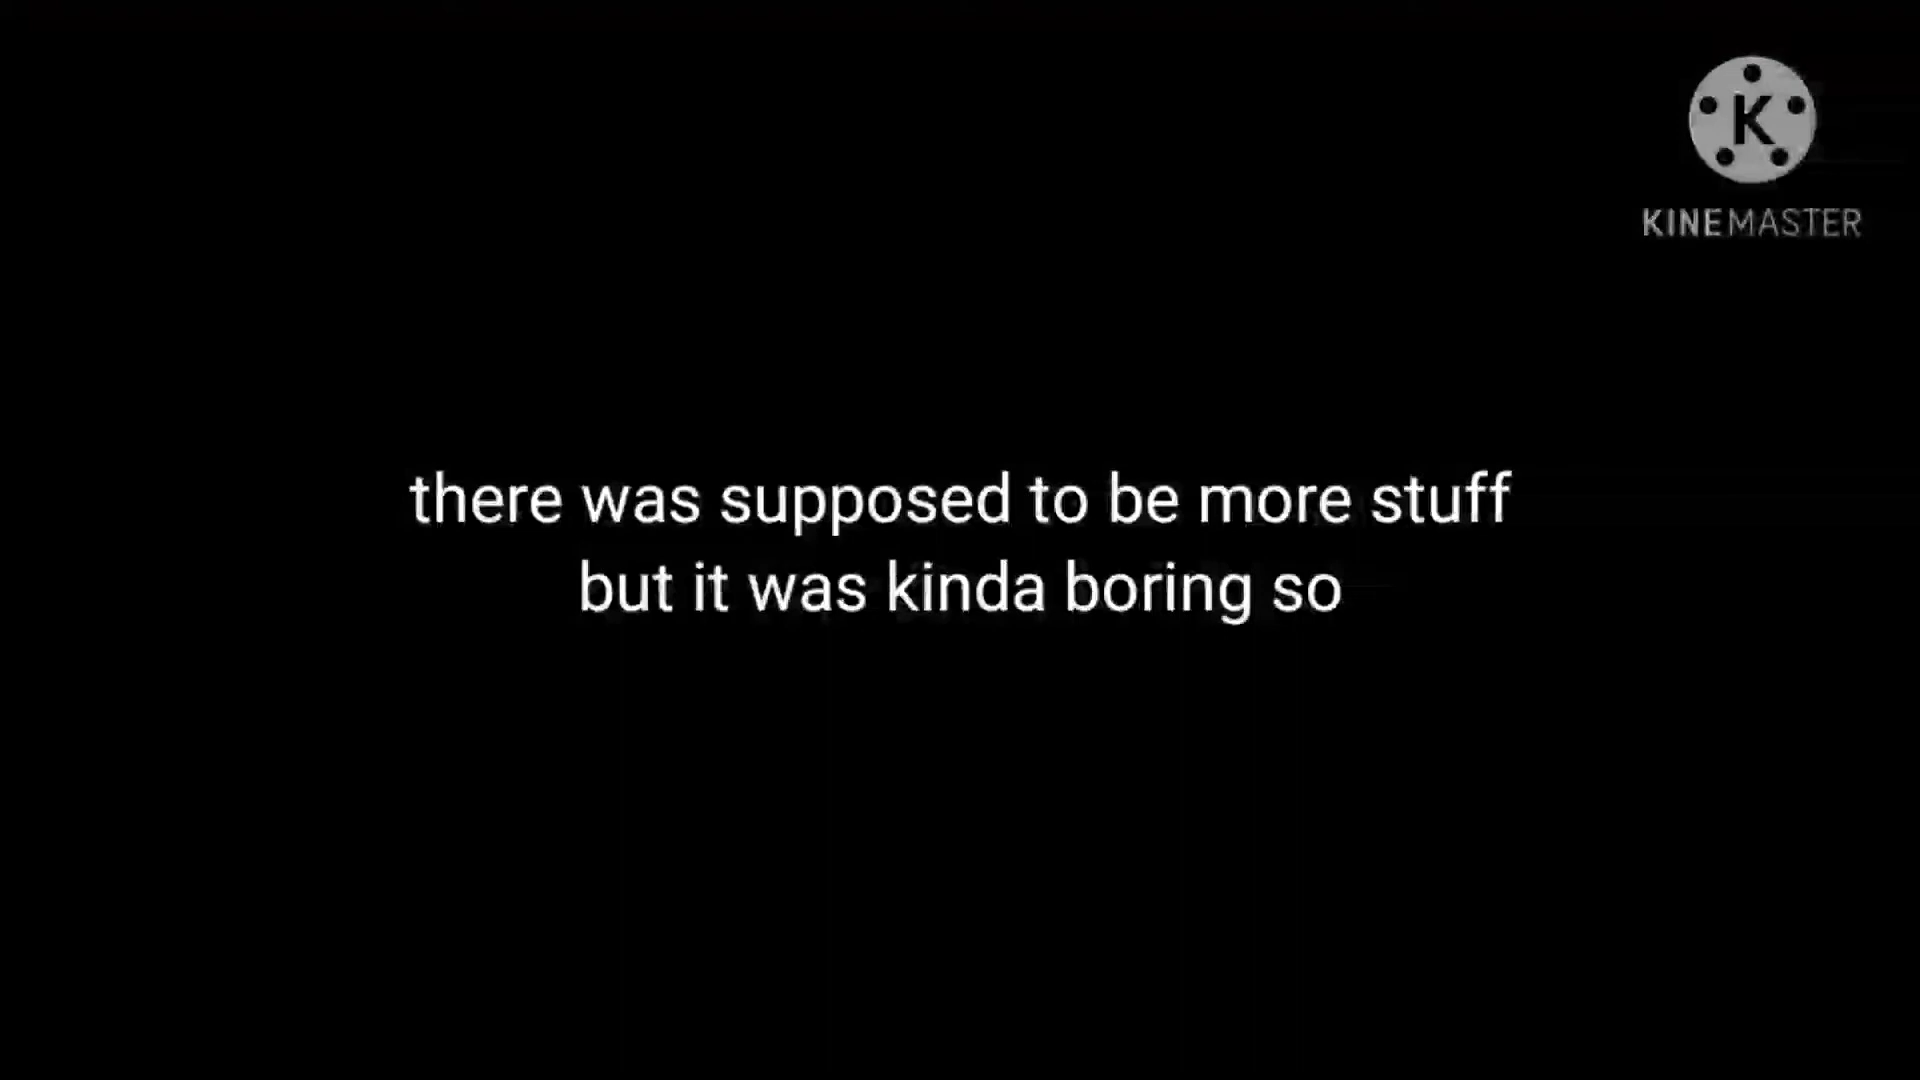 K
KINEMASTER
there was supposed to be more stuff
but it was kinda boring so